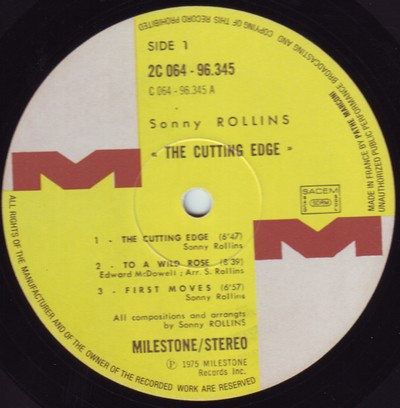 SIDE 1
2C 064 - 96.345
C 064 - 96.345 A
Sonny ROLLINS
« THE CUTTING EDGE »
M
M
SACEM
1 - THE CUTTING EDGE (6'47)
Sonny Rollins
2 - TO A WILD ROSE (5'39)
Edward McDowell ; Arr. S. Rollins
3 - FIRST MOVES (6'57)
Sonny Rollins
All compositions and arrangts
by Sonny ROLLINS
MILESTONE/STEREO
℗ 1975 MILESTONE
Records Inc.
ALL RIGHTS OF THE MANUFACTURER AND OF THE OWNER OF THE RECORDED WORK ARE RESERVED
UNAUTHORIZED PUBLIC PERFORMANCE BROADCASTING AND COPYING OF THIS RECORD PROHIBITED
MADE IN FRANCE BY PATHE MARCONI